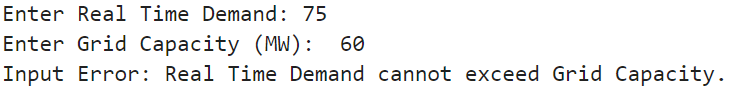 Enter Real Time Demand: 75
Enter Grid Capacity (MW):  60
Input Error: Real Time Demand cannot exceed Grid Capacity.